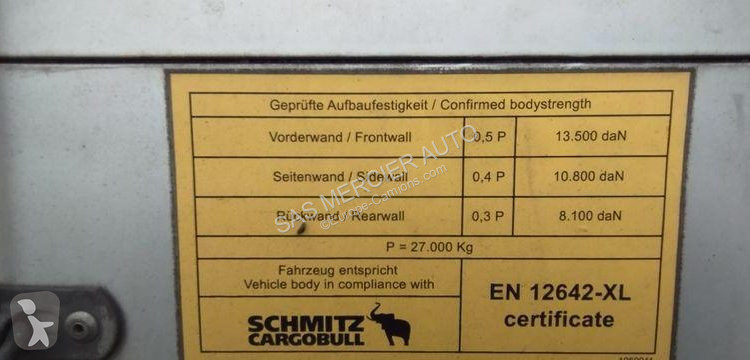 Geprüfte Aufbaufestigkeit / Confirmed bodystrength
Vorderwand / Frontwall 0,5 P 13.500 daN
Seitenwand / Sidewall 0,4 P 10.800 daN
Rückwand / Rearwall 0,3 P 8.100 daN
P = 27.000 Kg
Fahrzeug entspricht
Vehicle body in compliance with
SCHMITZ
CARGOBULL
EN 12642-XL
certificate
SAS MERCIER AUTO